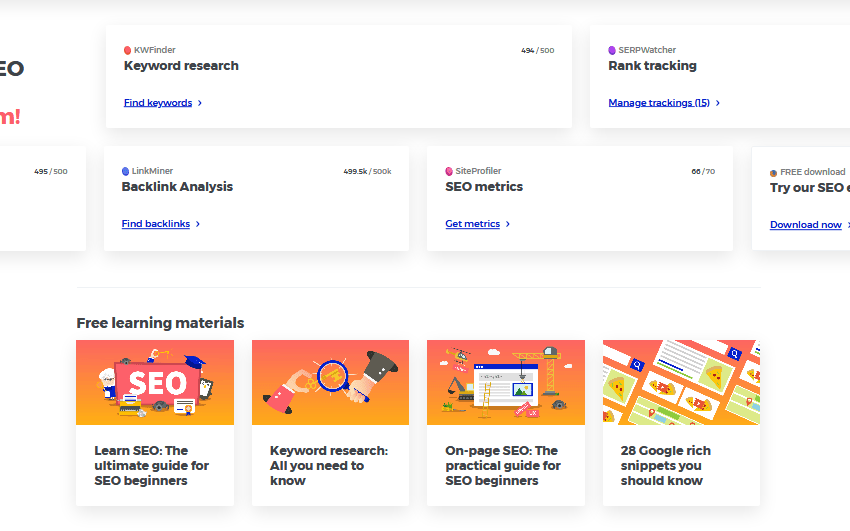 EO
m!
KWFinder
494 / 500
Keyword research
Find keywords
SERPWatcher
Rank tracking
Manage trackings (15)
495 / 500
LinkMiner
499.5k / 500k
Backlink Analysis
Find backlinks
SiteProfiler
66 / 70
SEO metrics
Get metrics
FREE download
Try our SEO e
Download now
Free learning materials
SEO
UX
Learn SEO: The
ultimate guide for
SEO beginners
Keyword research:
All you need to
know
On-page SEO: The
practical guide for
SEO beginners
28 Google rich
snippets you
should know